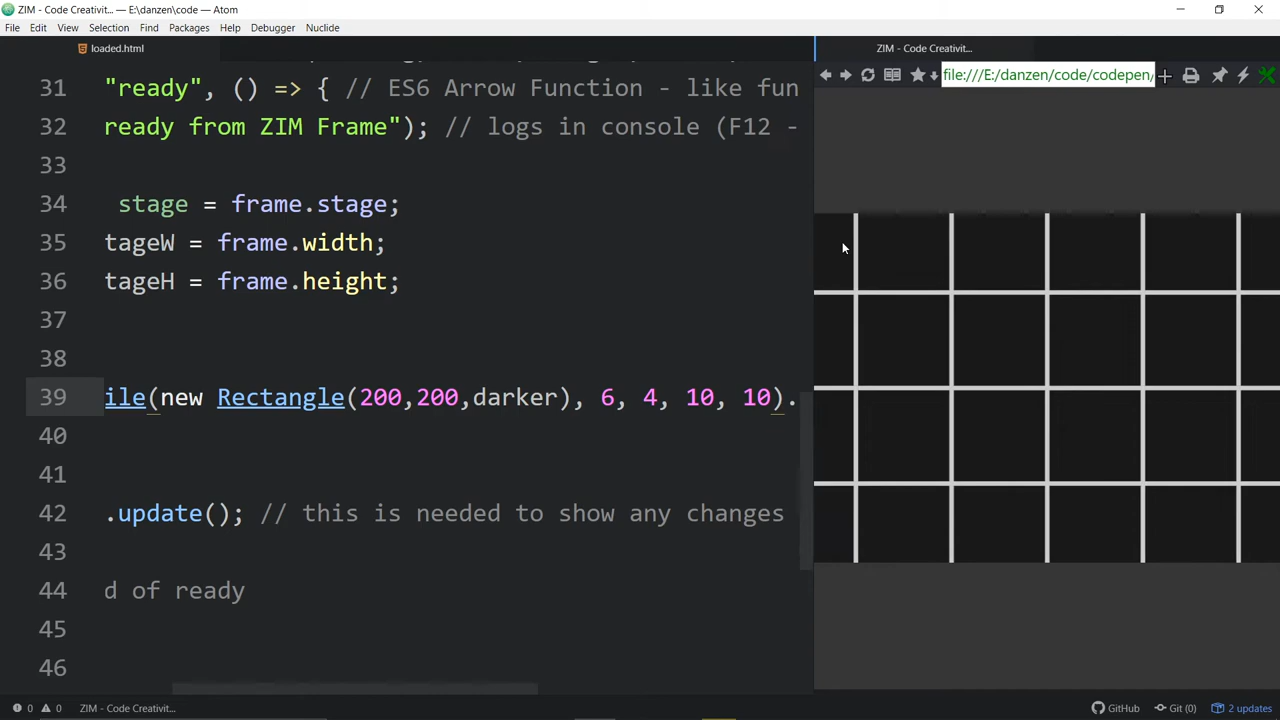 ZIM - Code Creativit... — E:\danzen\code — Atom
File Edit View Selection Find Packages Help Debugger Nuclide
loaded.html
ZIM - Code Creativit...
file:///E:/danzen/code/codepen/
31 "ready", () => { // ES6 Arrow Function - like fun
32 ready from ZIM Frame"); // logs in console (F12 -
33
34 stage = frame.stage;
35 tageW = frame.width;
36 tageH = frame.height;
37
38
39 ile(new Rectangle(200,200,darker), 6, 4, 10, 10).
40
41
42 .update(); // this is needed to show any changes
43
44 d of ready
45
46
0 0 ZIM - Code Creativit...
GitHub Git (0) 2 updates